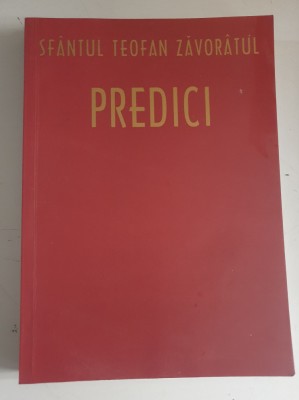 SFÂNTUL TEOFAN ZĂVORÂTUL
PREDICI